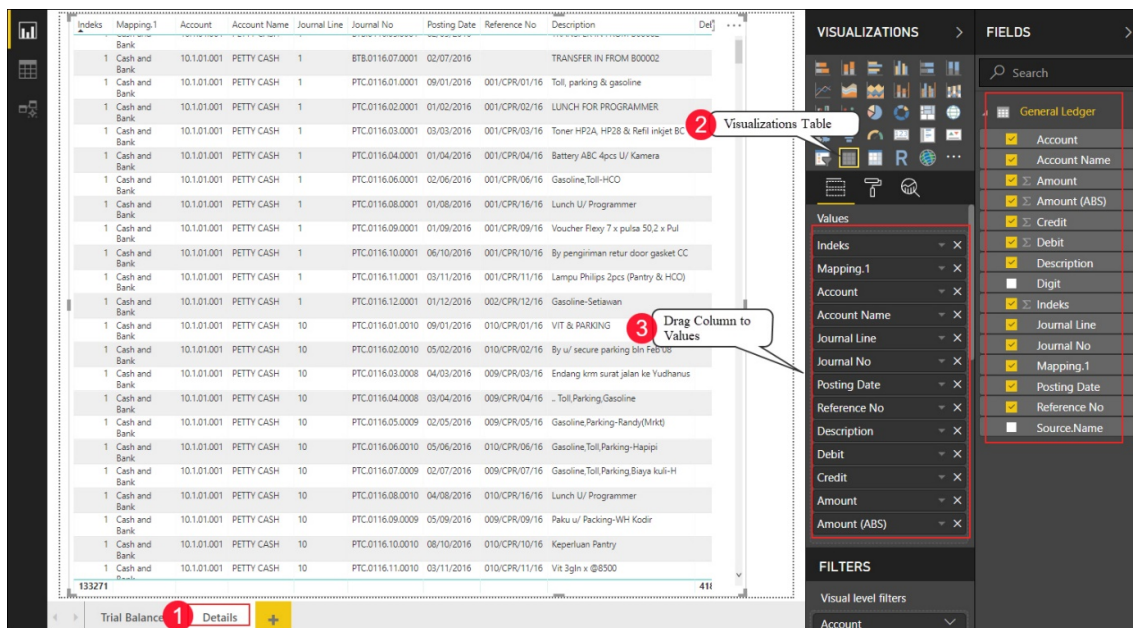 Indeks Mapping.1 Account Account Name Journal Line Journal No Posting Date Reference No Description
Bank
1 Cash and 10.1.01.001 PETTY CASH 1 BTB.0116.07.0001 02/07/2016 TRANSFER IN FROM B00002
Bank
1 Cash and 10.1.01.001 PETTY CASH 1 PTC.0116.01.0001 09/01/2016 001/CPR/01/16 Toll, parking & gasoline
Bank
1 Cash and 10.1.01.001 PETTY CASH 1 PTC.0116.02.0001 01/02/2016 001/CPR/02/16 LUNCH FOR PROGRAMMER
Bank
1 Cash and 10.1.01.001 PETTY CASH 1 PTC.0116.03.0001 03/03/2016 001/CPR/03/16 Toner HP2A, HP28 & Refil inkjet BC
Bank
1 Cash and 10.1.01.001 PETTY CASH 1 PTC.0116.04.0001 01/04/2016 001/CPR/04/16 Battery ABC 4pcs U/ Kamera
Bank
1 Cash and 10.1.01.001 PETTY CASH 1 PTC.0116.06.0001 02/06/2016 001/CPR/06/16 Gasoline,Toll-HCO
Bank
1 Cash and 10.1.01.001 PETTY CASH 1 PTC.0116.08.0001 01/08/2016 001/CPR/16/16 Lunch U/ Programmer
Bank
1 Cash and 10.1.01.001 PETTY CASH 1 PTC.0116.09.0001 01/09/2016 001/CPR/09/16 Voucher Flexy 7 x pulsa 50,2 x Pul
Bank
1 Cash and 10.1.01.001 PETTY CASH 1 PTC.0116.10.0001 06/10/2016 001/CPR/10/16 By pengiriman retur door gasket CC
Bank
1 Cash and 10.1.01.001 PETTY CASH 1 PTC.0116.11.0001 03/11/2016 001/CPR/11/16 Lampu Philips 2pcs (Pantry & HCO)
Bank
1 Cash and 10.1.01.001 PETTY CASH 1 PTC.0116.12.0001 01/12/2016 002/CPR/12/16 Gasoline-Setiawan
Bank
1 Cash and 10.1.01.001 PETTY CASH 10 PTC.0116.01.0010 09/01/2016 010/CPR/01/16 VIT & PARKING
Bank
1 Cash and 10.1.01.001 PETTY CASH 10 PTC.0116.02.0010 05/02/2016 010/CPR/02/16 By u/ secure parking bln Feb'08
Bank
1 Cash and 10.1.01.001 PETTY CASH 10 PTC.0116.03.0008 04/03/2016 009/CPR/03/16 Endang krm surat jalan ke Yudhanus
Bank
1 Cash and 10.1.01.001 PETTY CASH 10 PTC.0116.04.0008 03/04/2016 009/CPR/04/16 .. Toll,Parking,Gasoline
Bank
1 Cash and 10.1.01.001 PETTY CASH 10 PTC.0116.05.0009 02/05/2016 009/CPR/05/16 Gasoline,Parking-Randy(Mrkt)
Bank
1 Cash and 10.1.01.001 PETTY CASH 10 PTC.0116.06.0010 05/06/2016 010/CPR/06/16 Gasoline,Toll,Parking-Hapipi
Bank
1 Cash and 10.1.01.001 PETTY CASH 10 PTC.0116.07.0009 02/07/2016 009/CPR/07/16 Gasoline,Toll,Parking,Biaya kuli-H
Bank
1 Cash and 10.1.01.001 PETTY CASH 10 PTC.0116.08.0010 04/08/2016 010/CPR/16/16 Lunch U/ Programmer
Bank
1 Cash and 10.1.01.001 PETTY CASH 10 PTC.0116.09.0009 05/09/2016 009/CPR/09/16 Paku u/ Packing-WH Kodir
Bank
1 Cash and 10.1.01.001 PETTY CASH 10 PTC.0116.10.0010 08/10/2016 010/CPR/10/16 Keperluan Pantry
Bank
1 Cash and 10.1.01.001 PETTY CASH 10 PTC.0116.11.0010 03/11/2016 010/CPR/11/16 Vit 3gln x @8500
133271
Trial Balance
1
Details
2
Visualizations Table
3
Drag Column to
Values
VISUALIZATIONS
R
Values
Indeks
Mapping.1
Account
Account Name
Journal Line
Journal No
Posting Date
Reference No
Description
Debit
Credit
Amount
Amount (ABS)
FILTERS
Visual level filters
Account
FIELDS
Search
General Ledger
Account
Account Name
Σ Amount
Σ Amount (ABS)
Σ Credit
Σ Debit
Description
Digit
Σ Indeks
Journal Line
Journal No
Mapping.1
Posting Date
Reference No
Source.Name